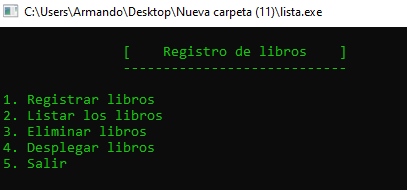 C:\Users\Armando\Desktop\Nueva carpeta (11)\lista.exe
[    Registro de libros    ]
----------------------------
1. Registrar libros
2. Listar los libros
3. Eliminar libros
4. Desplegar libros
5. Salir